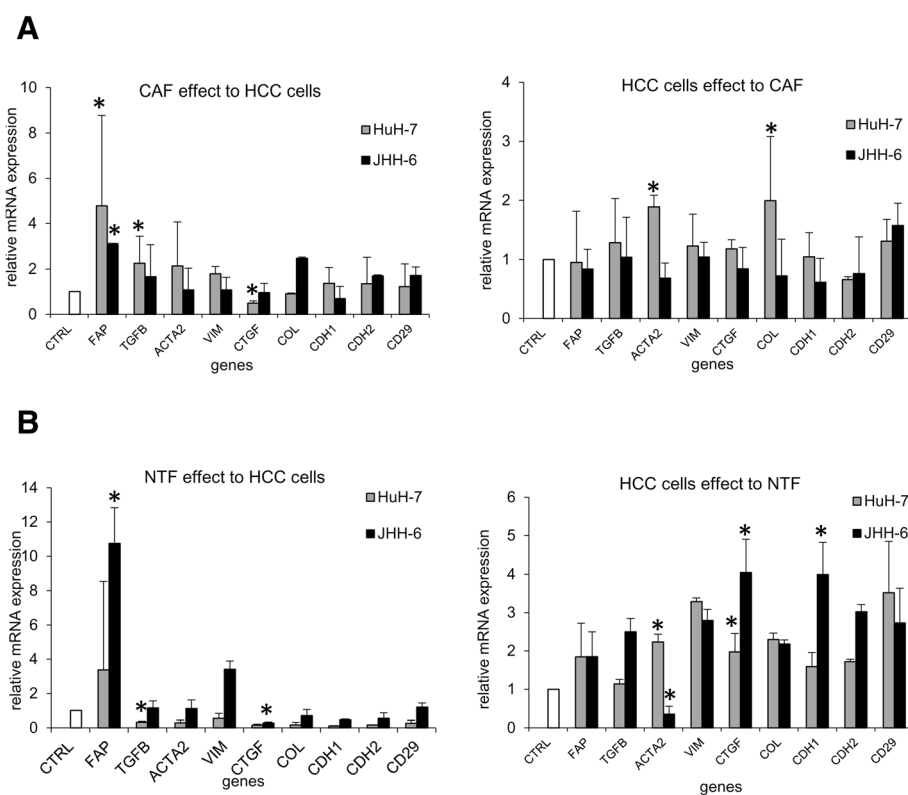 A
CAF effect to HCC cells
relative mRNA expression
10
8
6
4
2
0
HuH-7
JHH-6
*
*
*
*
CTRL FAP TGFB ACTA2 VIM CTGF COL CDH1 CDH2 CD29
genes
HCC cells effect to CAF
relative mRNA expression
4
3
2
1
0
HuH-7
JHH-6
*
*
CTRL FAP TGFB ACTA2 VIM CTGF COL CDH1 CDH2 CD29
genes
B
NTF effect to HCC cells
relative mRNA expression
14
12
10
8
6
4
2
0
HuH-7
JHH-6
*
*
*
CTRL FAP TGFB ACTA2 VIM CTGF COL CDH1 CDH2 CD29
genes
HCC cells effect to NTF
relative mRNA expression
6
5
4
3
2
1
0
HuH-7
JHH-6
*
*
*
*
*
CTRL FAP TGFB ACTA2 VIM CTGF COL CDH1 CDH2 CD29
genes